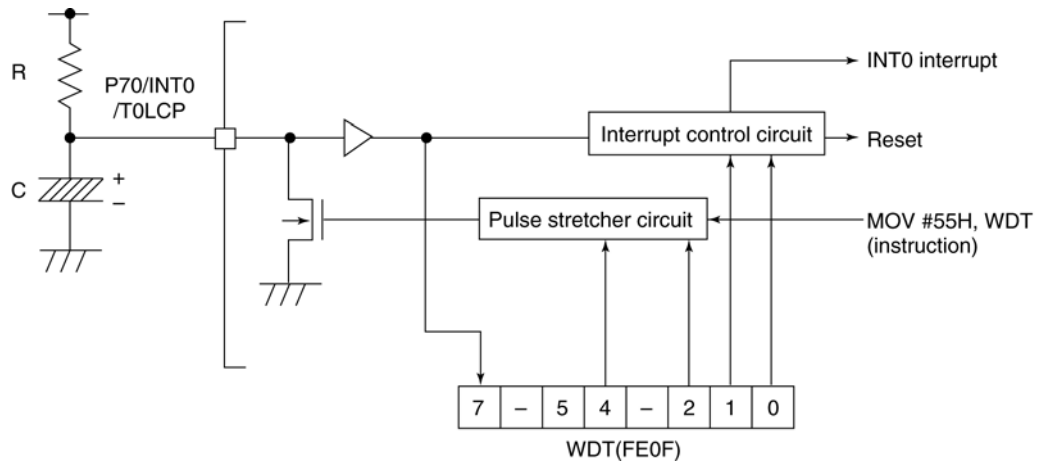 R
P70/INT0
/T0LCP
C
+
–
INT0 interrupt
Interrupt control circuit
Reset
Pulse stretcher circuit
MOV #55H, WDT
(instruction)
7 – 5 4 – 2 1 0
WDT(FE0F)